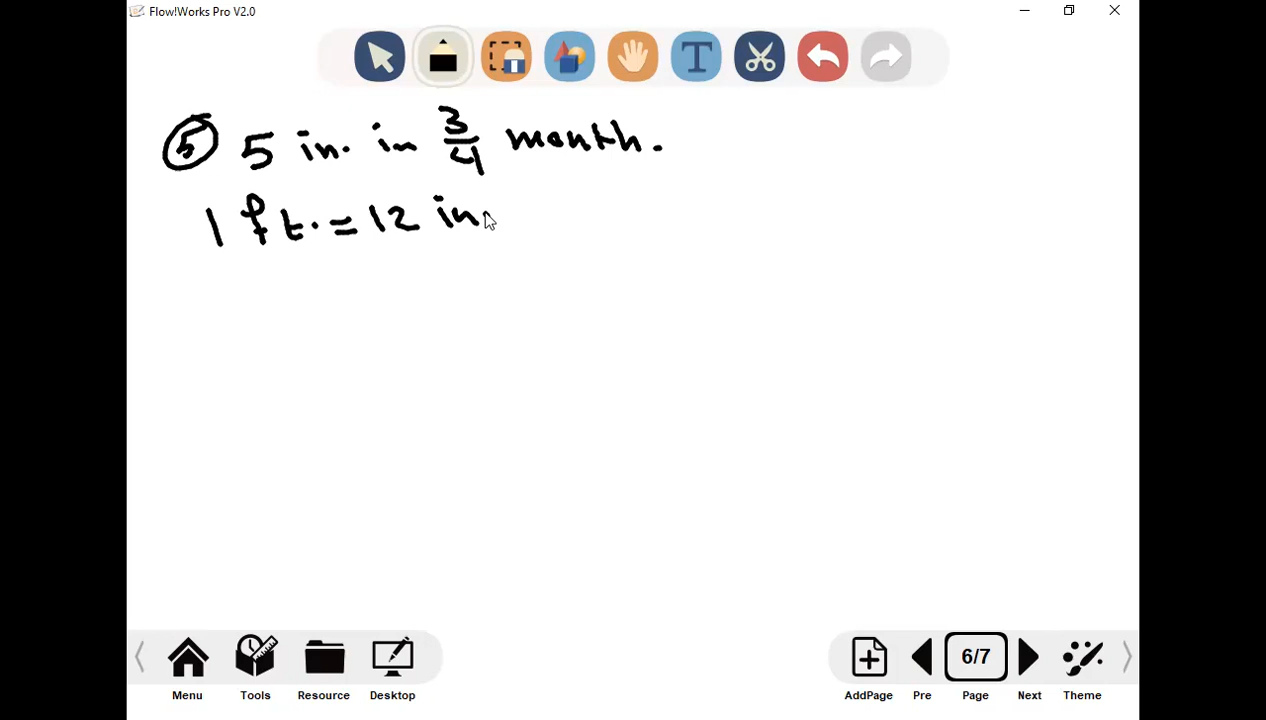 Flow!Works Pro V2.0
⑤ 5 in. in 3/4 month.
1 ft. = 12 in
Menu Tools Resource Desktop
6/7
AddPage Pre Page Next Theme